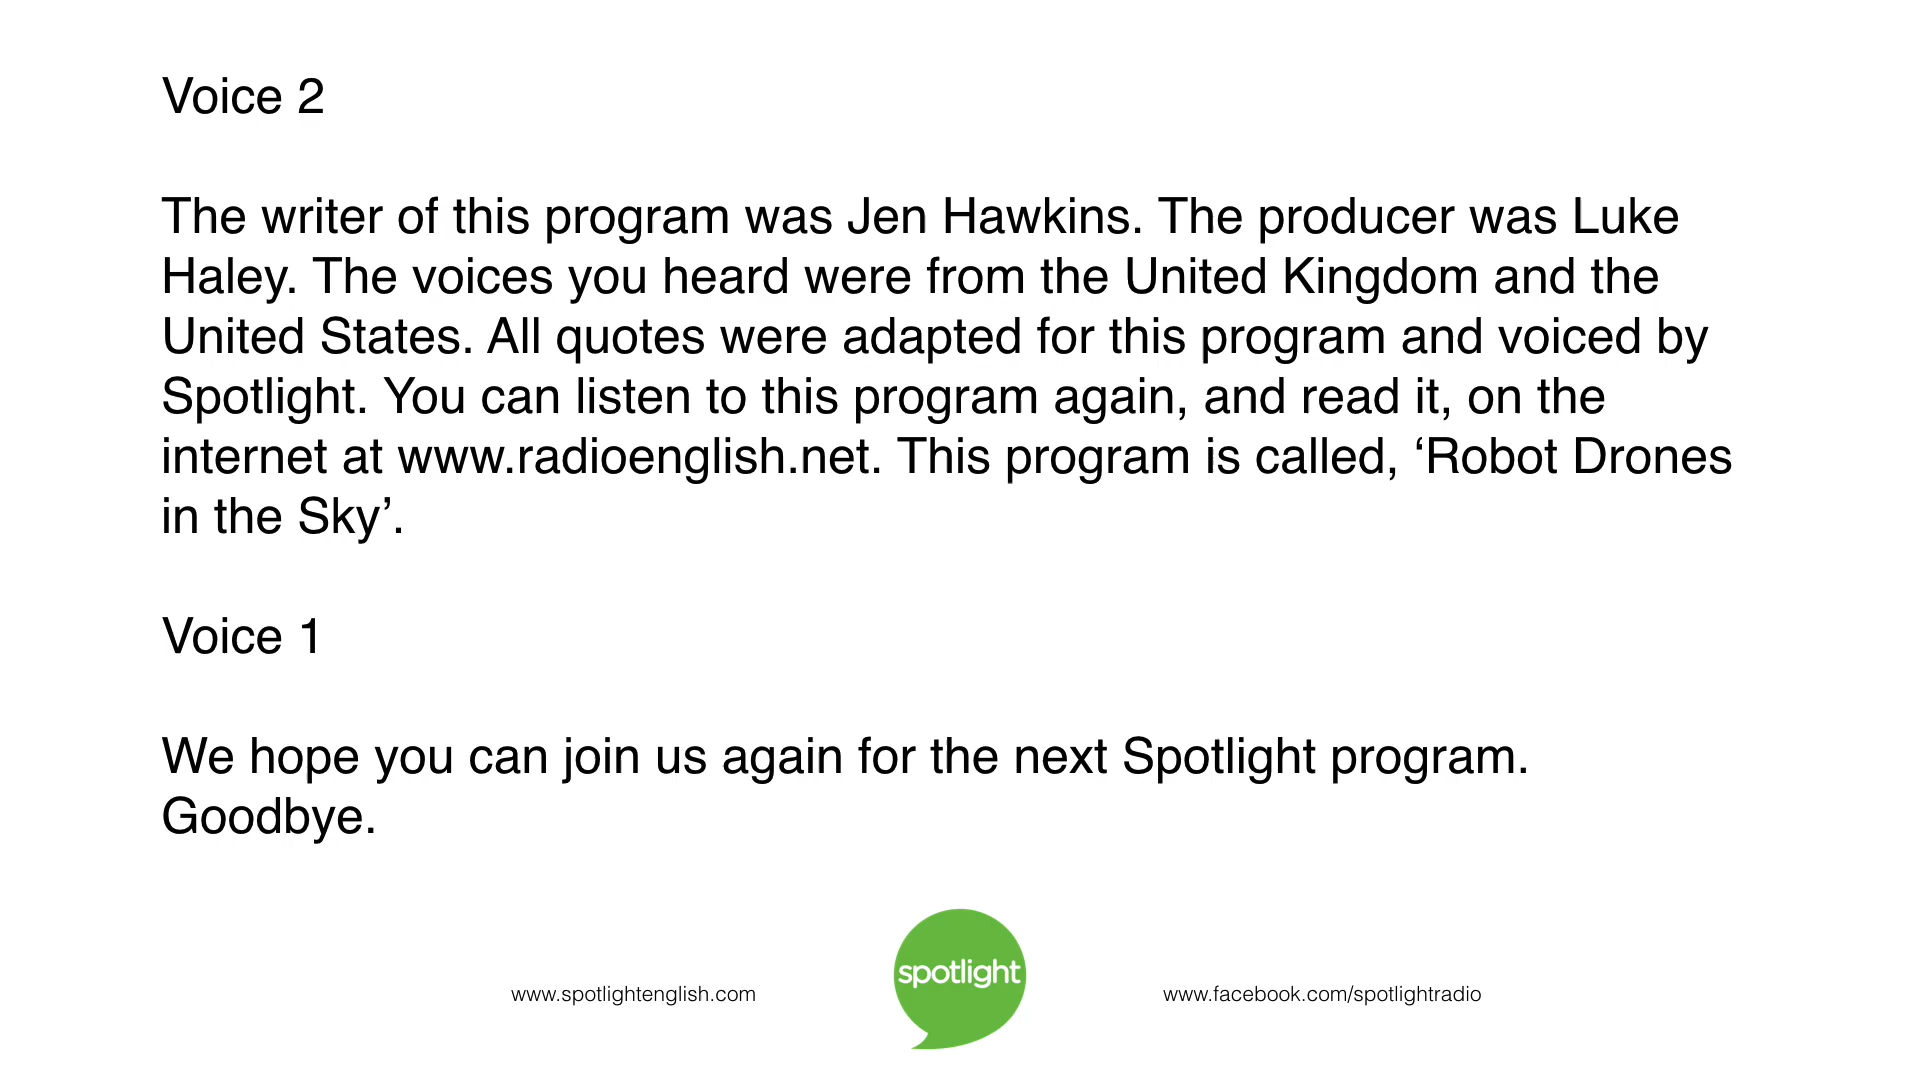 Voice 2
The writer of this program was Jen Hawkins. The producer was Luke
Haley. The voices you heard were from the United Kingdom and the
United States. All quotes were adapted for this program and voiced by
Spotlight. You can listen to this program again, and read it, on the
internet at www.radioenglish.net. This program is called, ‘Robot Drones
in the Sky’.
Voice 1
We hope you can join us again for the next Spotlight program.
Goodbye.
www.spotlightenglish.com
spotlight
www.facebook.com/spotlightradio